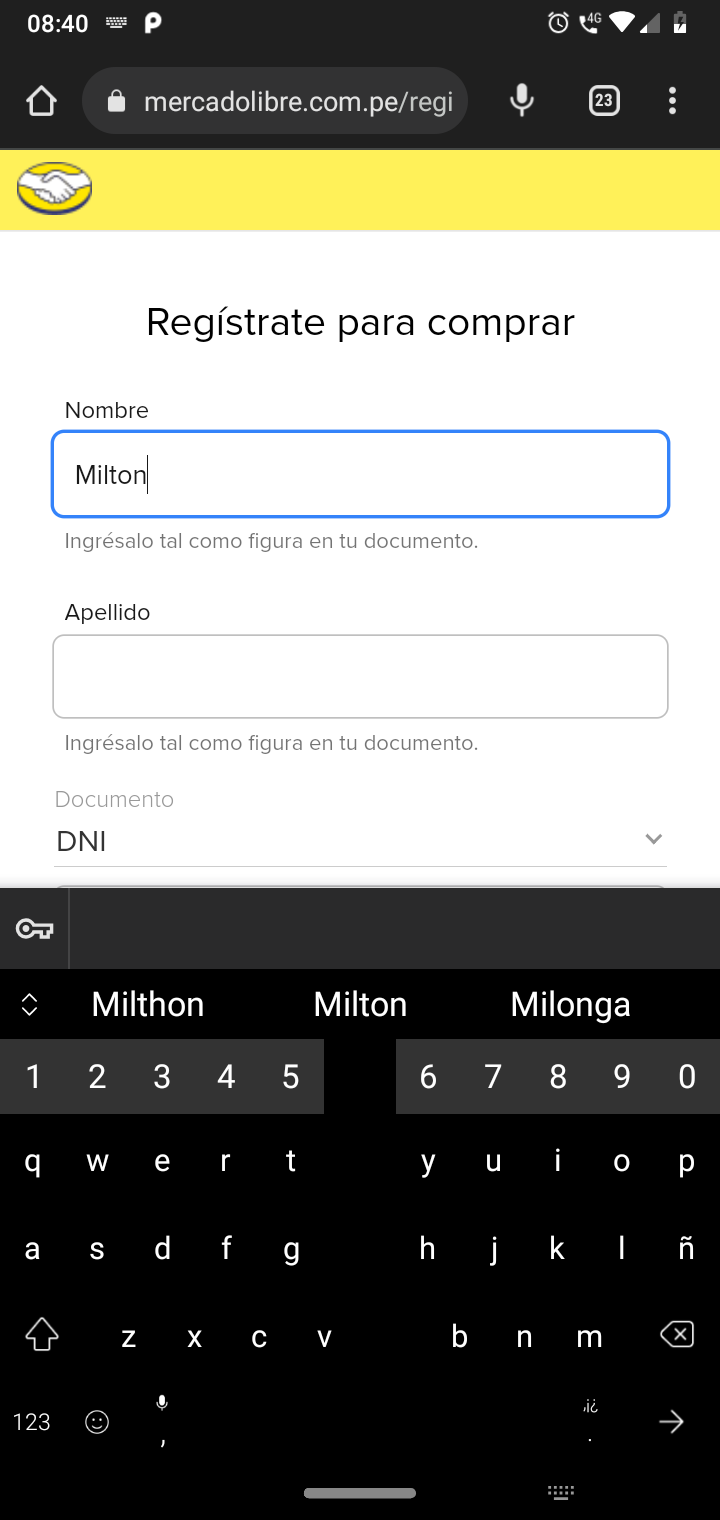 08:40
4G
mercadolibre.com.pe/regi
23
Regístrate para comprar
Nombre
Milton
Ingrésalo tal como figura en tu documento.
Apellido
Ingrésalo tal como figura en tu documento.
Documento
DNI
Milthon Milton Milonga
1 2 3 4 5 6 7 8 9 0
q w e r t y u i o p
a s d f g h j k l ñ
z x c v b n m
,¡¿
123 , .